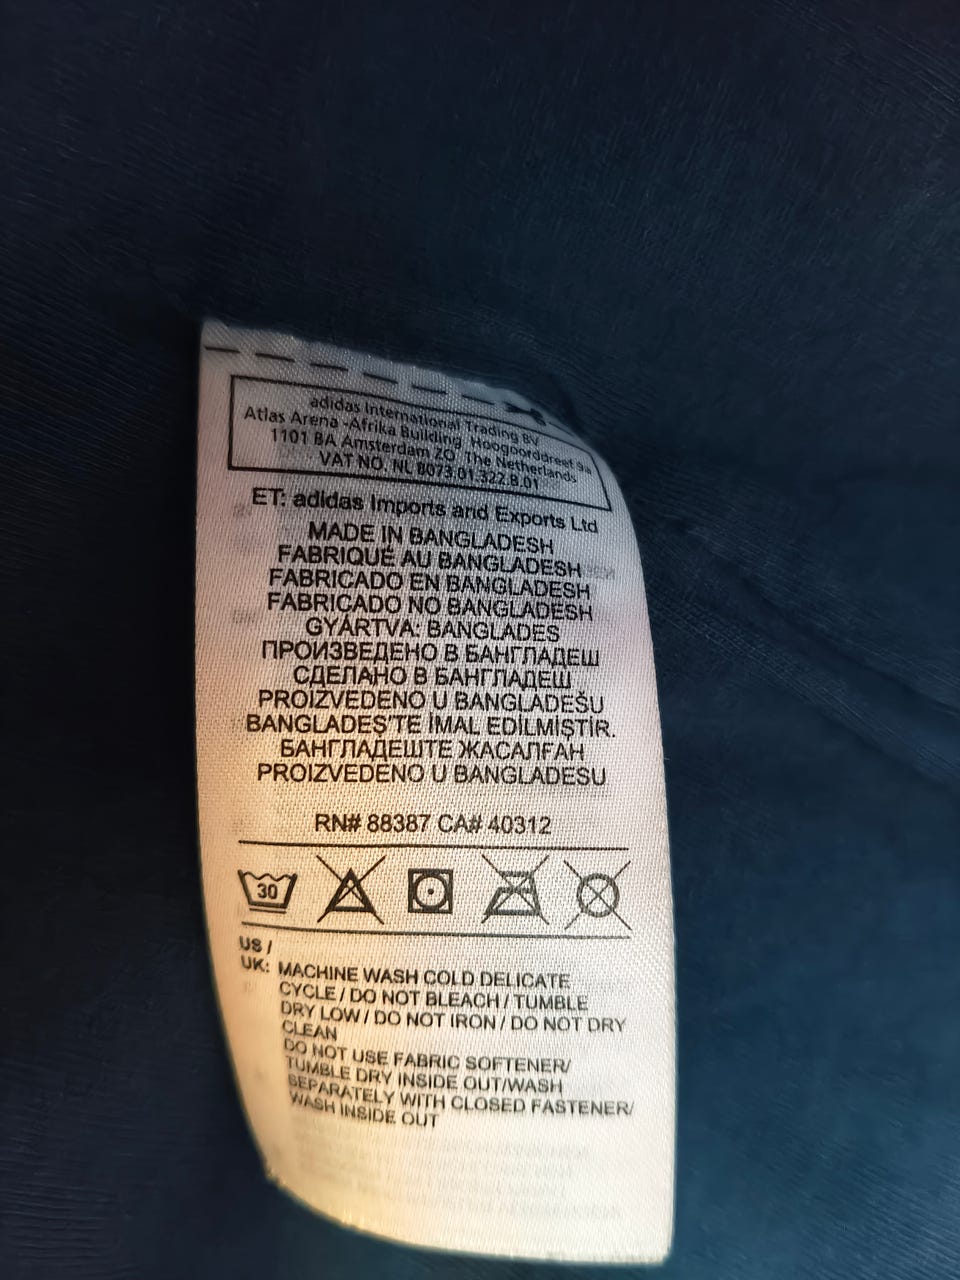 adidas International Trading BV
Atlas Arena -Afrika Building Hoogoorddreef 9a
1101 BA Amsterdam ZO The Netherlands
VAT NO. NL 8073.01.322.B.01
ET: adidas Imports and Exports Ltd
MADE IN BANGLADESH
FABRIQUÉ AU BANGLADESH
FABRICADO EN BANGLADESH
FABRICADO NO BANGLADESH
GYÁRTVA: BANGLADES
ПРОИЗВЕДЕНО В БАНГЛАДЕШ
СДЕЛАНО В БАНГЛАДЕШ
PROIZVEDENO U BANGLADEŠU
BANGLADEŞ'TE İMAL EDİLMİŞTİR.
БАНГЛАДЕШТЕ ЖАСАЛҒАН
PROIZVEDENO U BANGLADESU
RN# 88387 CA# 40312
30
US /
UK: MACHINE WASH COLD DELICATE
CYCLE / DO NOT BLEACH / TUMBLE
DRY LOW / DO NOT IRON / DO NOT DRY
CLEAN
DO NOT USE FABRIC SOFTENER/
TUMBLE DRY INSIDE OUT/WASH
SEPARATELY WITH CLOSED FASTENER/
WASH INSIDE OUT